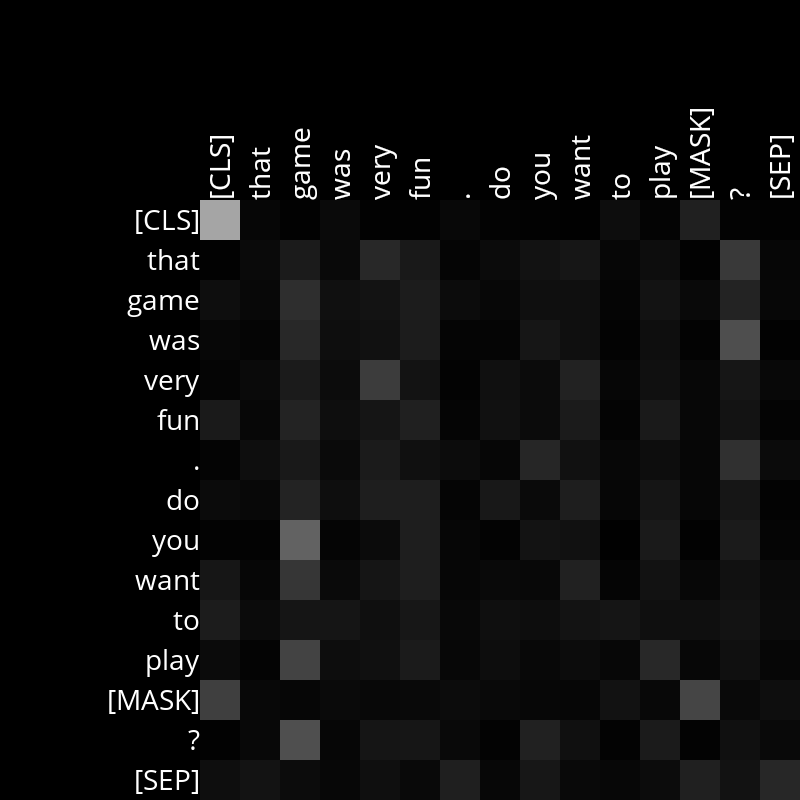 [CLS] that game was very fun . do you want to play [MASK] ? [SEP]
[CLS]
that
game
was
very
fun
.
do
you
want
to
play
[MASK]
?
[SEP]